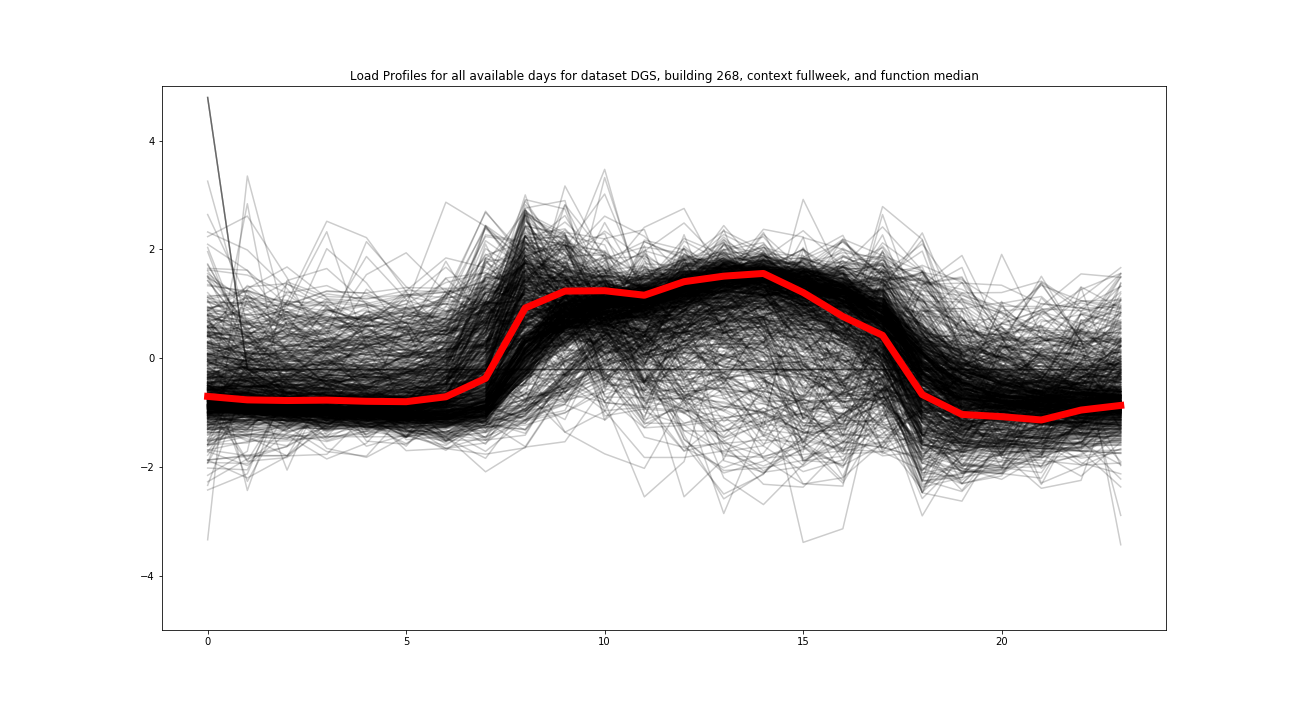 Load Profiles for all available days for dataset DGS, building 268, context fullweek, and function median
4
2
0
−2
−4
0 5 10 15 20